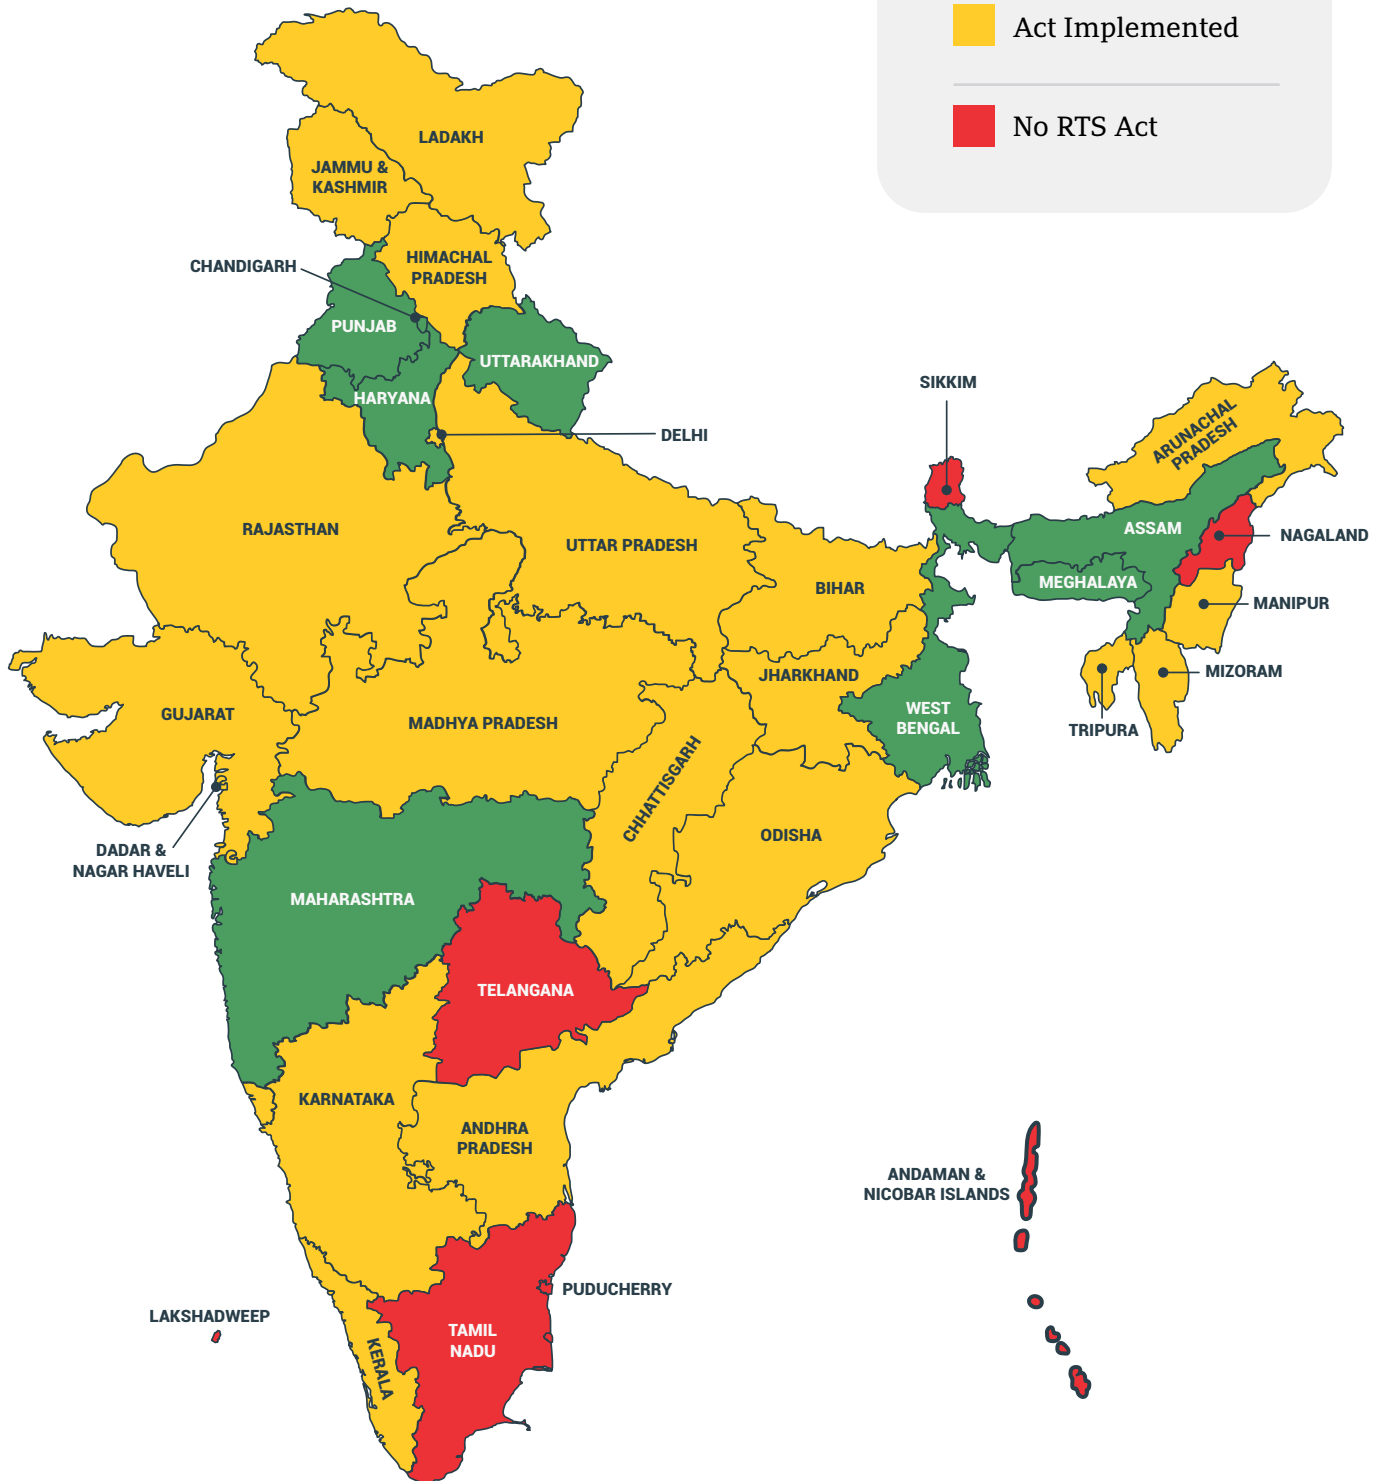 Act Implemented
No RTS Act
LADAKH
JAMMU &
KASHMIR
HIMACHAL
PRADESH
CHANDIGARH
PUNJAB
UTTARAKHAND
HARYANA
SIKKIM
DELHI
ARUNACHAL
PRADESH
RAJASTHAN
UTTAR PRADESH
ASSAM
NAGALAND
BIHAR
MEGHALAYA
MANIPUR
JHARKHAND
MIZORAM
GUJARAT
MADHYA PRADESH
WEST
BENGAL
TRIPURA
CHHATTISGARH
ODISHA
DADAR &
NAGAR HAVELI
MAHARASHTRA
TELANGANA
KARNATAKA
ANDHRA
PRADESH
ANDAMAN &
NICOBAR ISLANDS
PUDUCHERRY
LAKSHADWEEP
TAMIL
NADU
KERALA